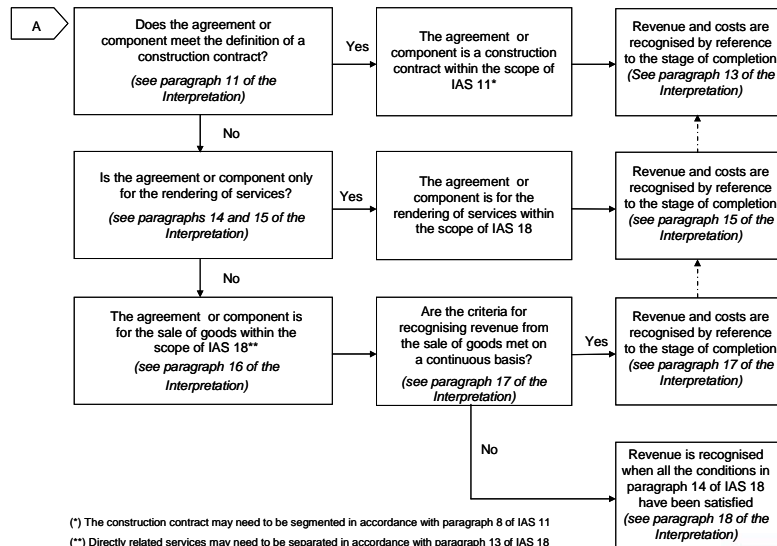 A
Does the agreement or
component meet the definition of a
construction contract?
(see paragraph 11 of the
Interpretation)
Yes
The agreement or
component is a construction
contract within the scope of
IAS 11*
Revenue and costs are
recognised by reference
to the stage of completion
(See paragraph 13 of the
Interpretation)
No
Is the agreement or component only
for the rendering of services?
(see paragraphs 14 and 15 of the
Interpretation)
Yes
The agreement or
component is for the
rendering of services within
the scope of IAS 18
Revenue and costs are
recognised by reference
to the stage of completion
(see paragraph 15 of the
Interpretation)
No
The agreement or component is
for the sale of goods within the
scope of IAS 18**
(see paragraph 16 of the
Interpretation)
Are the criteria for
recognising revenue from
the sale of goods met on
a continuous basis?
(see paragraph 17 of the
Interpretation)
Yes
Revenue and costs are
recognised by reference
to the stage of completion
(see paragraph 17 of the
Interpretation)
No
Revenue is recognised
when all the conditions in
paragraph 14 of IAS 18
have been satisfied
(see paragraph 18 of the
Interpretation)
(*) The construction contract may need to be segmented in accordance with paragraph 8 of IAS 11
(**) Directly related services may need to be separated in accordance with paragraph 13 of IAS 18